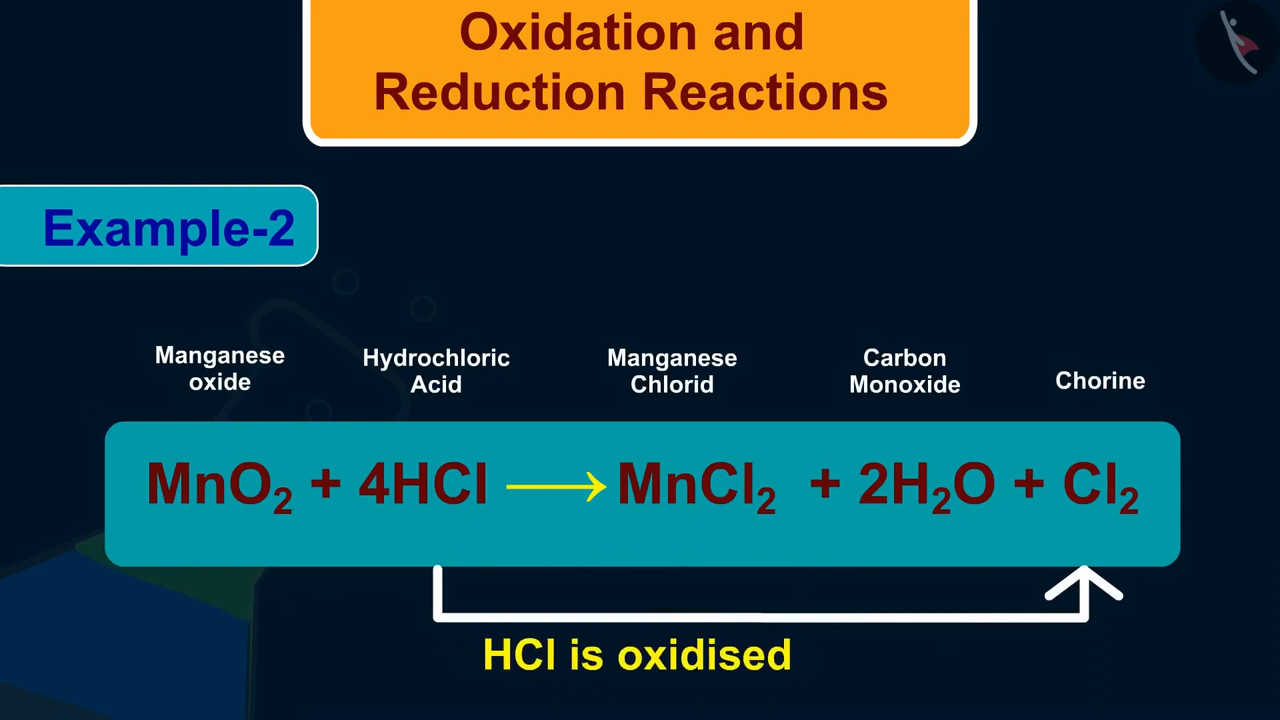 Oxidation and
Reduction Reactions
Example-2
Manganese
oxide
Hydrochloric
Acid
Manganese
Chlorid
Carbon
Monoxide
Chorine
MnO₂ + 4HCl ⟶ MnCl₂ + 2H₂O + Cl₂
HCl is oxidised